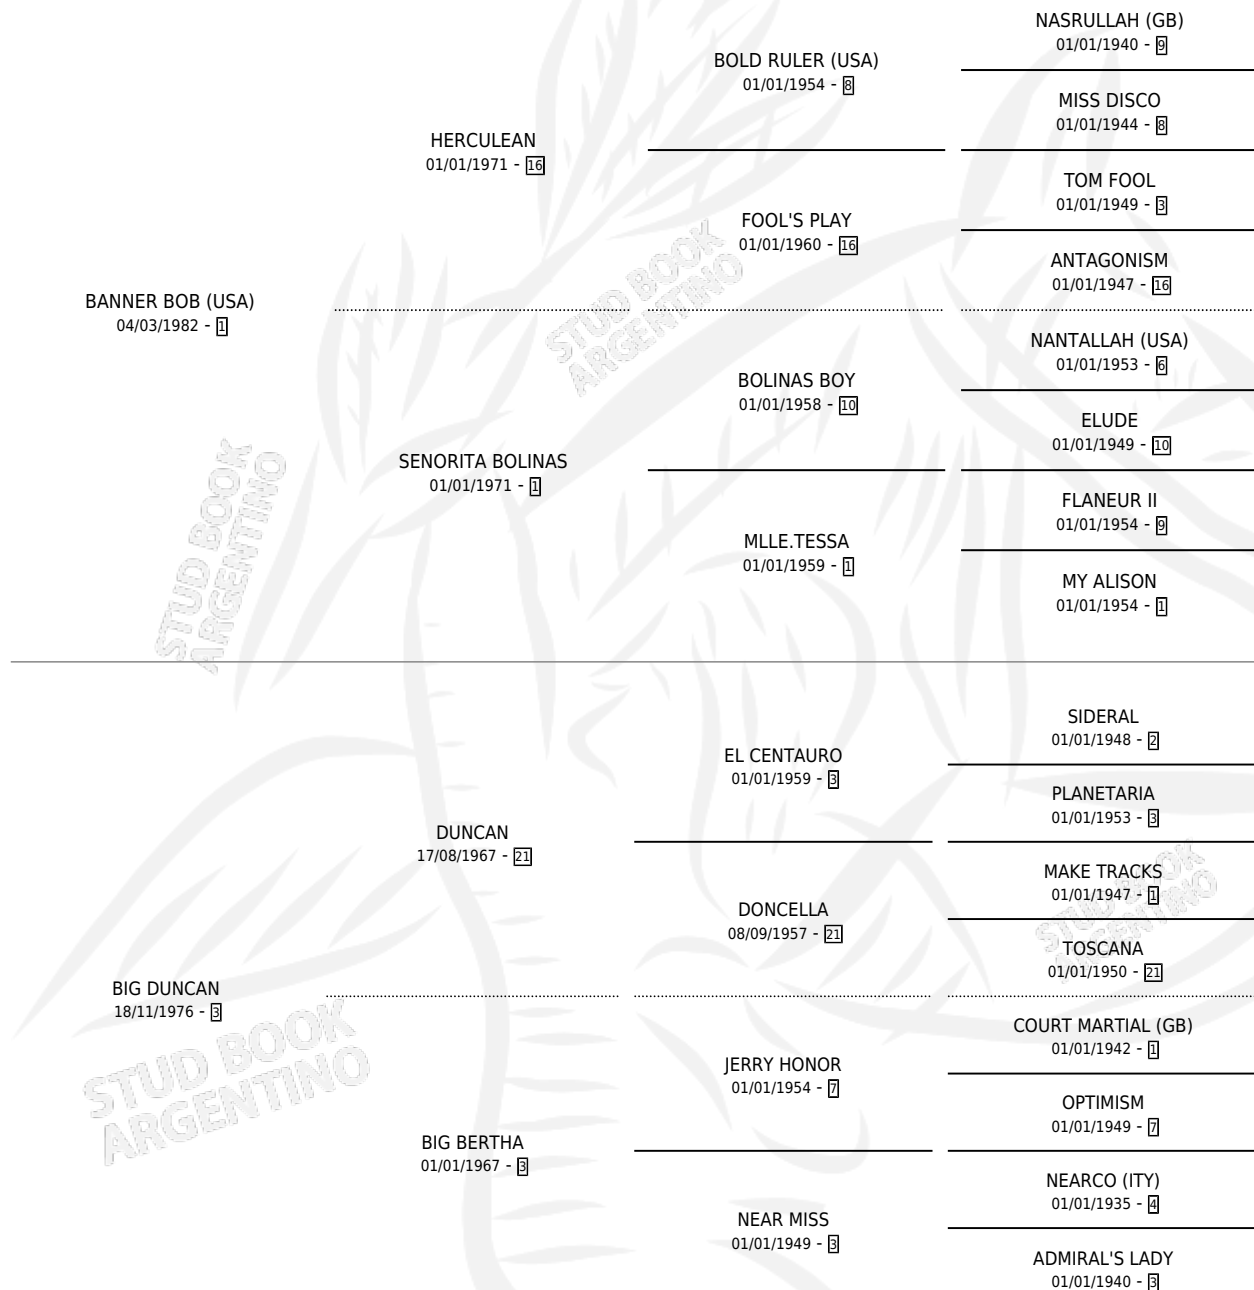 NASRULLAH (GB)
01/01/1940 - 9
BOLD RULER (USA)
01/01/1954 - 8
MISS DISCO
01/01/1944 - 8
HERCULEAN
01/01/1971 - 16
TOM FOOL
01/01/1949 - 3
FOOL'S PLAY
01/01/1960 - 16
ANTAGONISM
01/01/1947 - 16
BANNER BOB (USA)
04/03/1982 - 1
STUD BOOK
ARGENTINO
NANTALLAH (USA)
01/01/1953 - 6
BOLINAS BOY
01/01/1958 - 10
ELUDE
01/01/1949 - 10
SENORITA BOLINAS
01/01/1971 - 1
FLANEUR II
01/01/1954 - 9
MLLE.TESSA
01/01/1959 - 1
MY ALISON
01/01/1954 - 1
STUD BOOK
ARGENTINO
SIDERAL
01/01/1948 - 2
EL CENTAURO
01/01/1959 - 3
PLANETARIA
01/01/1953 - 3
DUNCAN
17/08/1967 - 21
MAKE TRACKS
01/01/1947 - 1
DONCELLA
08/09/1957 - 21
STUD BOOK
ARGENTINO
TOSCANA
01/01/1950 - 21
BIG DUNCAN
18/11/1976 - 3
STUD BOOK
ARGENTINO
COURT MARTIAL (GB)
01/01/1942 - 1
JERRY HONOR
01/01/1954 - 7
OPTIMISM
01/01/1949 - 7
BIG BERTHA
01/01/1967 - 3
NEARCO (ITY)
01/01/1935 - 4
NEAR MISS
01/01/1949 - 3
ADMIRAL'S LADY
01/01/1940 - 3